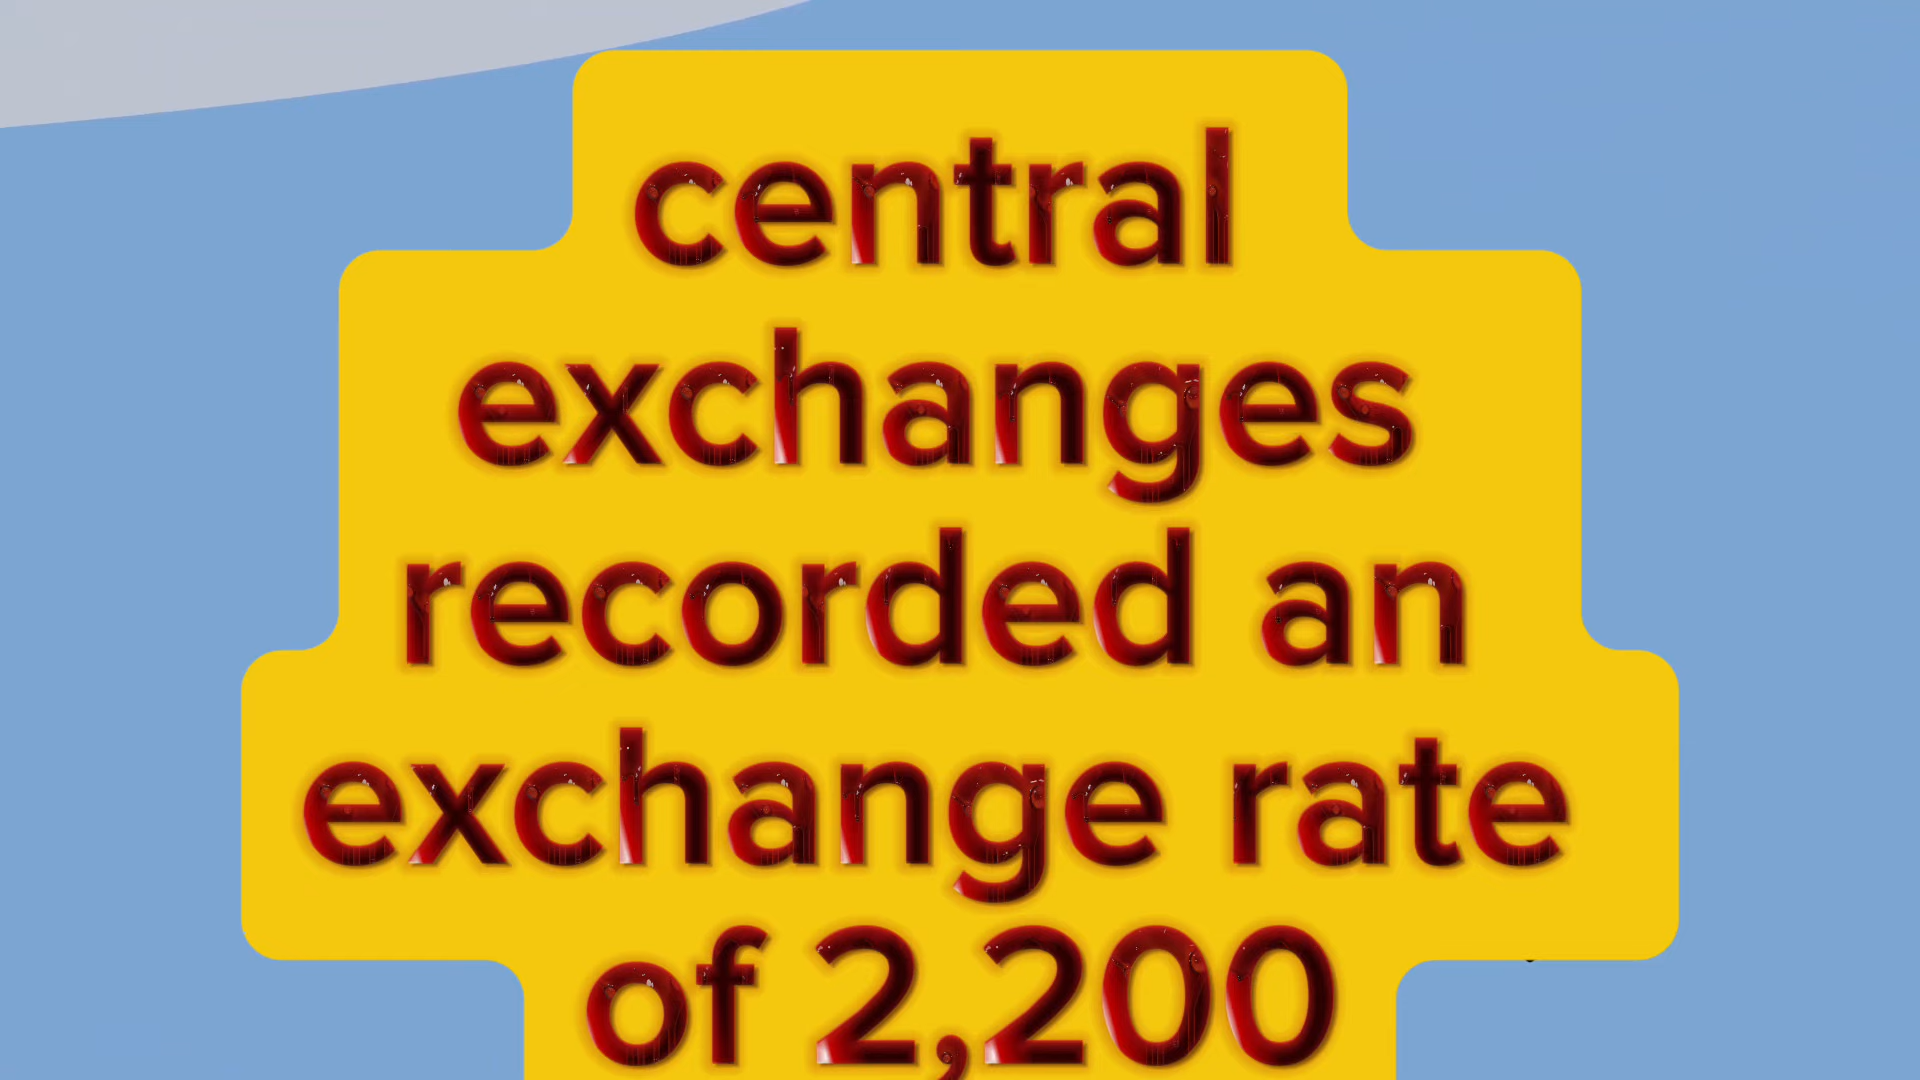 central
exchanges
recorded an
exchange rate
of 2,200